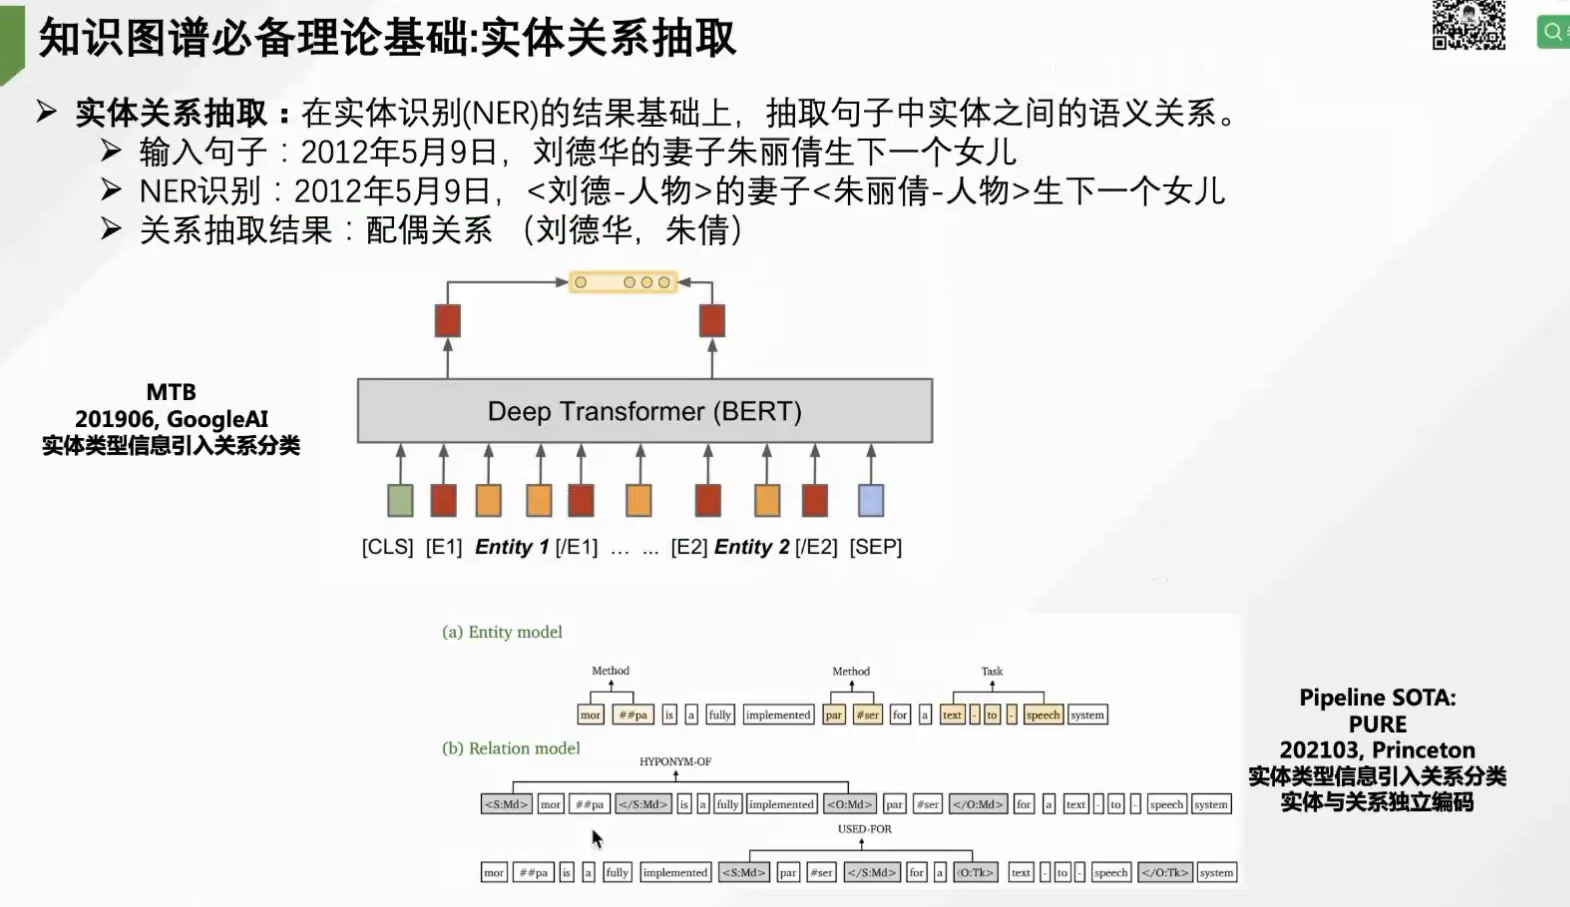 知识图谱必备理论基础:实体关系抽取
➤ 实体关系抽取：在实体识别(NER)的结果基础上，抽取句子中实体之间的语义关系。
➤ 输入句子：2012年5月9日，刘德华的妻子朱丽倩生下一个女儿
➤ NER识别：2012年5月9日，<刘德-人物>的妻子<朱丽倩-人物>生下一个女儿
➤ 关系抽取结果：配偶关系 （刘德华，朱倩）
MTB
201906, GoogleAI
实体类型信息引入关系分类
Deep Transformer (BERT)
[CLS] [E1] Entity 1 [/E1] ... ... [E2] Entity 2 [/E2] [SEP]
(a) Entity model
Method Method Task
mor ##pa is a fully implemented par #ser for a text - to - speech system
(b) Relation model
HYPONYM-OF
<S:Md> mor ##pa </S:Md> is a fully implemented <O:Md> par #ser </O:Md> for a text - to - speech system
USED-FOR
mor ##pa is a fully implemented <S:Md> par #ser </S:Md> for a <O:Tk> text - to - speech </O:Tk> system
Pipeline SOTA:
PURE
202103, Princeton
实体类型信息引入关系分类
实体与关系独立编码